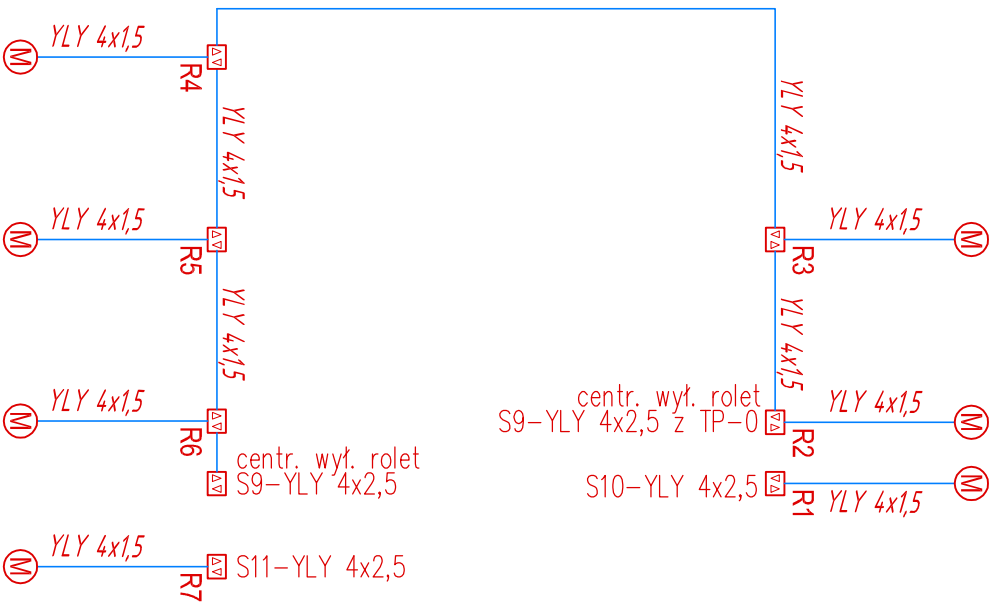 YLY 4x1,5
M
R4
YLY 4x1,5
YLY 4x1,5
YLY 4x1,5
M
R5
YLY 4x1,5
M
R3
YLY 4x1,5
YLY 4x1,5
YLY 4x1,5
M
R6
centr. wył. rolet
S9-YLY 4x2,5
centr. wył. rolet
S9-YLY 4x2,5 z TP-0
YLY 4x1,5
M
R2
S10-YLY 4x2,5
M
R1
YLY 4x1,5
YLY 4x1,5
M
R7
S11-YLY 4x2,5